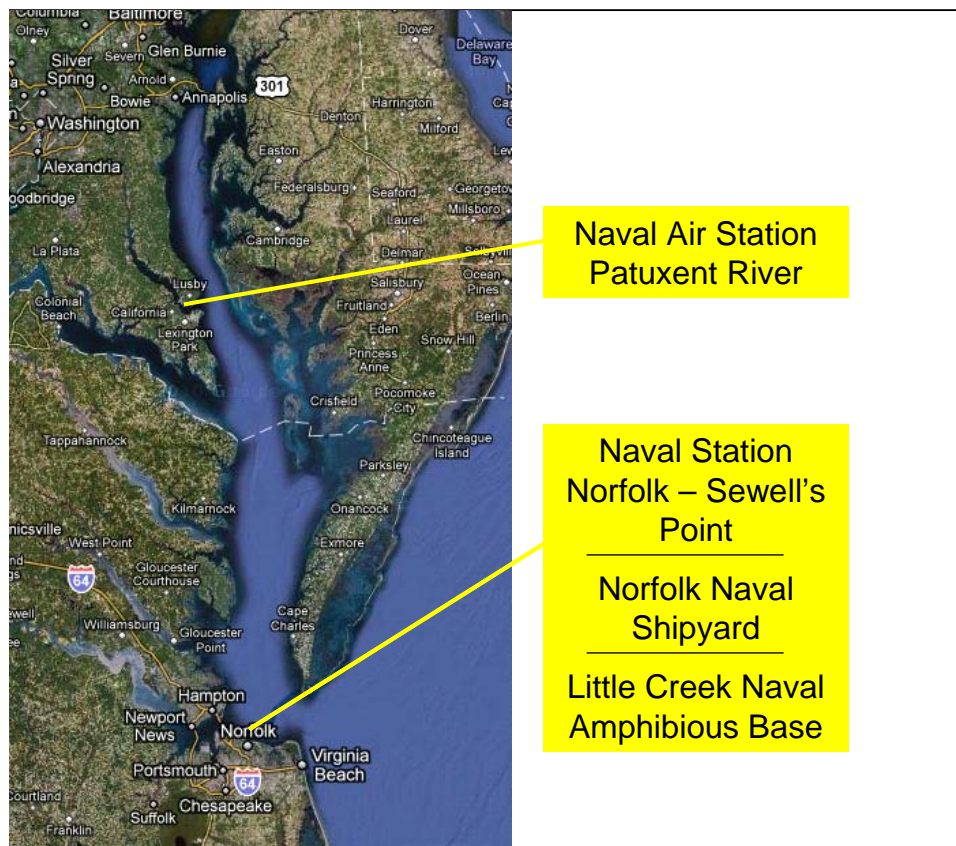 Columbia
Baltimore
Olney
Severn
Glen Burnie
Dover
Delaware
Bay
Silver
Spring
Arnold
Bowie
Annapolis
301
Harrington
Denton
Milford
Washington
Alexandria
Easton
Federalsburg
Seaford
Laurel
Millsboro
oodbridge
La Plata
Cambridge
Delmar
Salisbury
Ocean
Pines
Fruitland
Berlin
Eden
Snow Hill
Princess
Anne
Lusby
California
Lexington
Park
Colonial
Beach
Pocomoke
City
Crisfield
Chincoteague
Island
Tappahannock
Parksley
Onancock
Kilmarnock
Exmore
nicsville
West Point
64
Gloucester
Courthouse
Williamsburg
Gloucester
Point
Cape
Charles
Hampton
Newport
News
Norfolk
Virginia
Beach
Portsmouth
64
Chesapeake
Suffolk
Courtland
Franklin
Naval Air Station
Patuxent River
Naval Station
Norfolk – Sewell's
Point
Norfolk Naval
Shipyard
Little Creek Naval
Amphibious Base